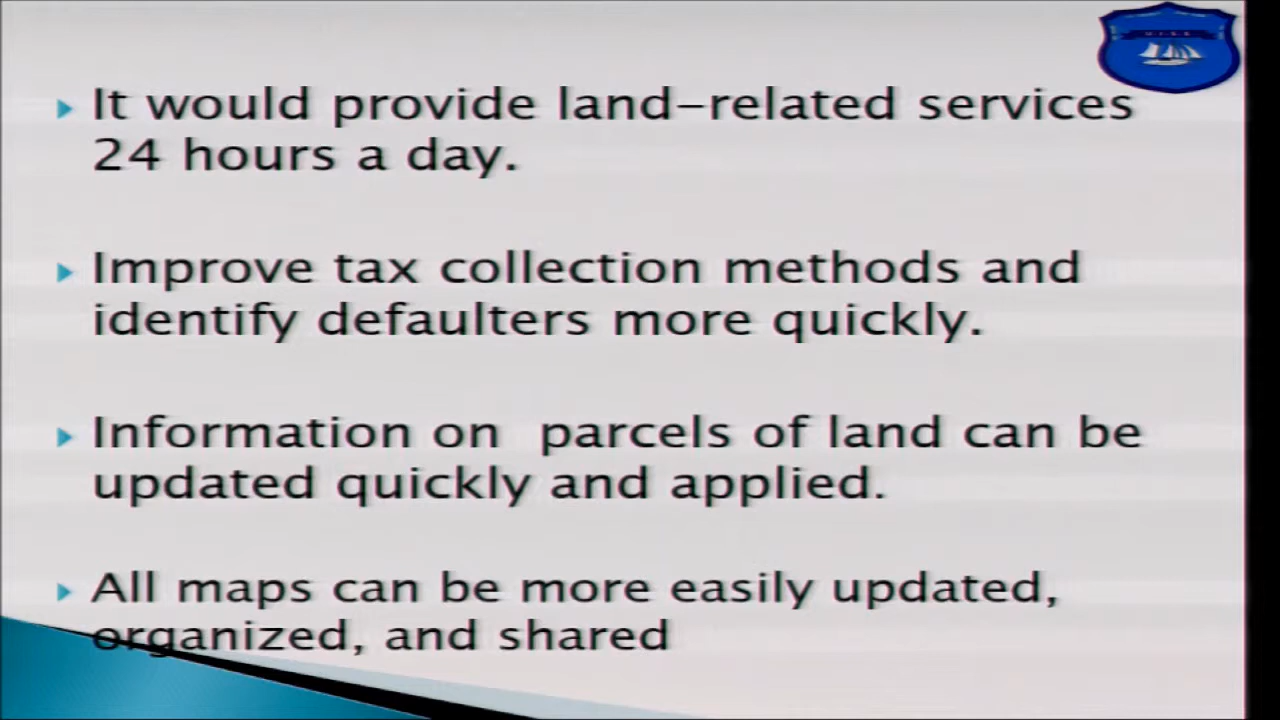 It would provide land-related services
24 hours a day.
Improve tax collection methods and
identify defaulters more quickly.
Information on parcels of land can be
updated quickly and applied.
All maps can be more easily updated,
organized, and shared